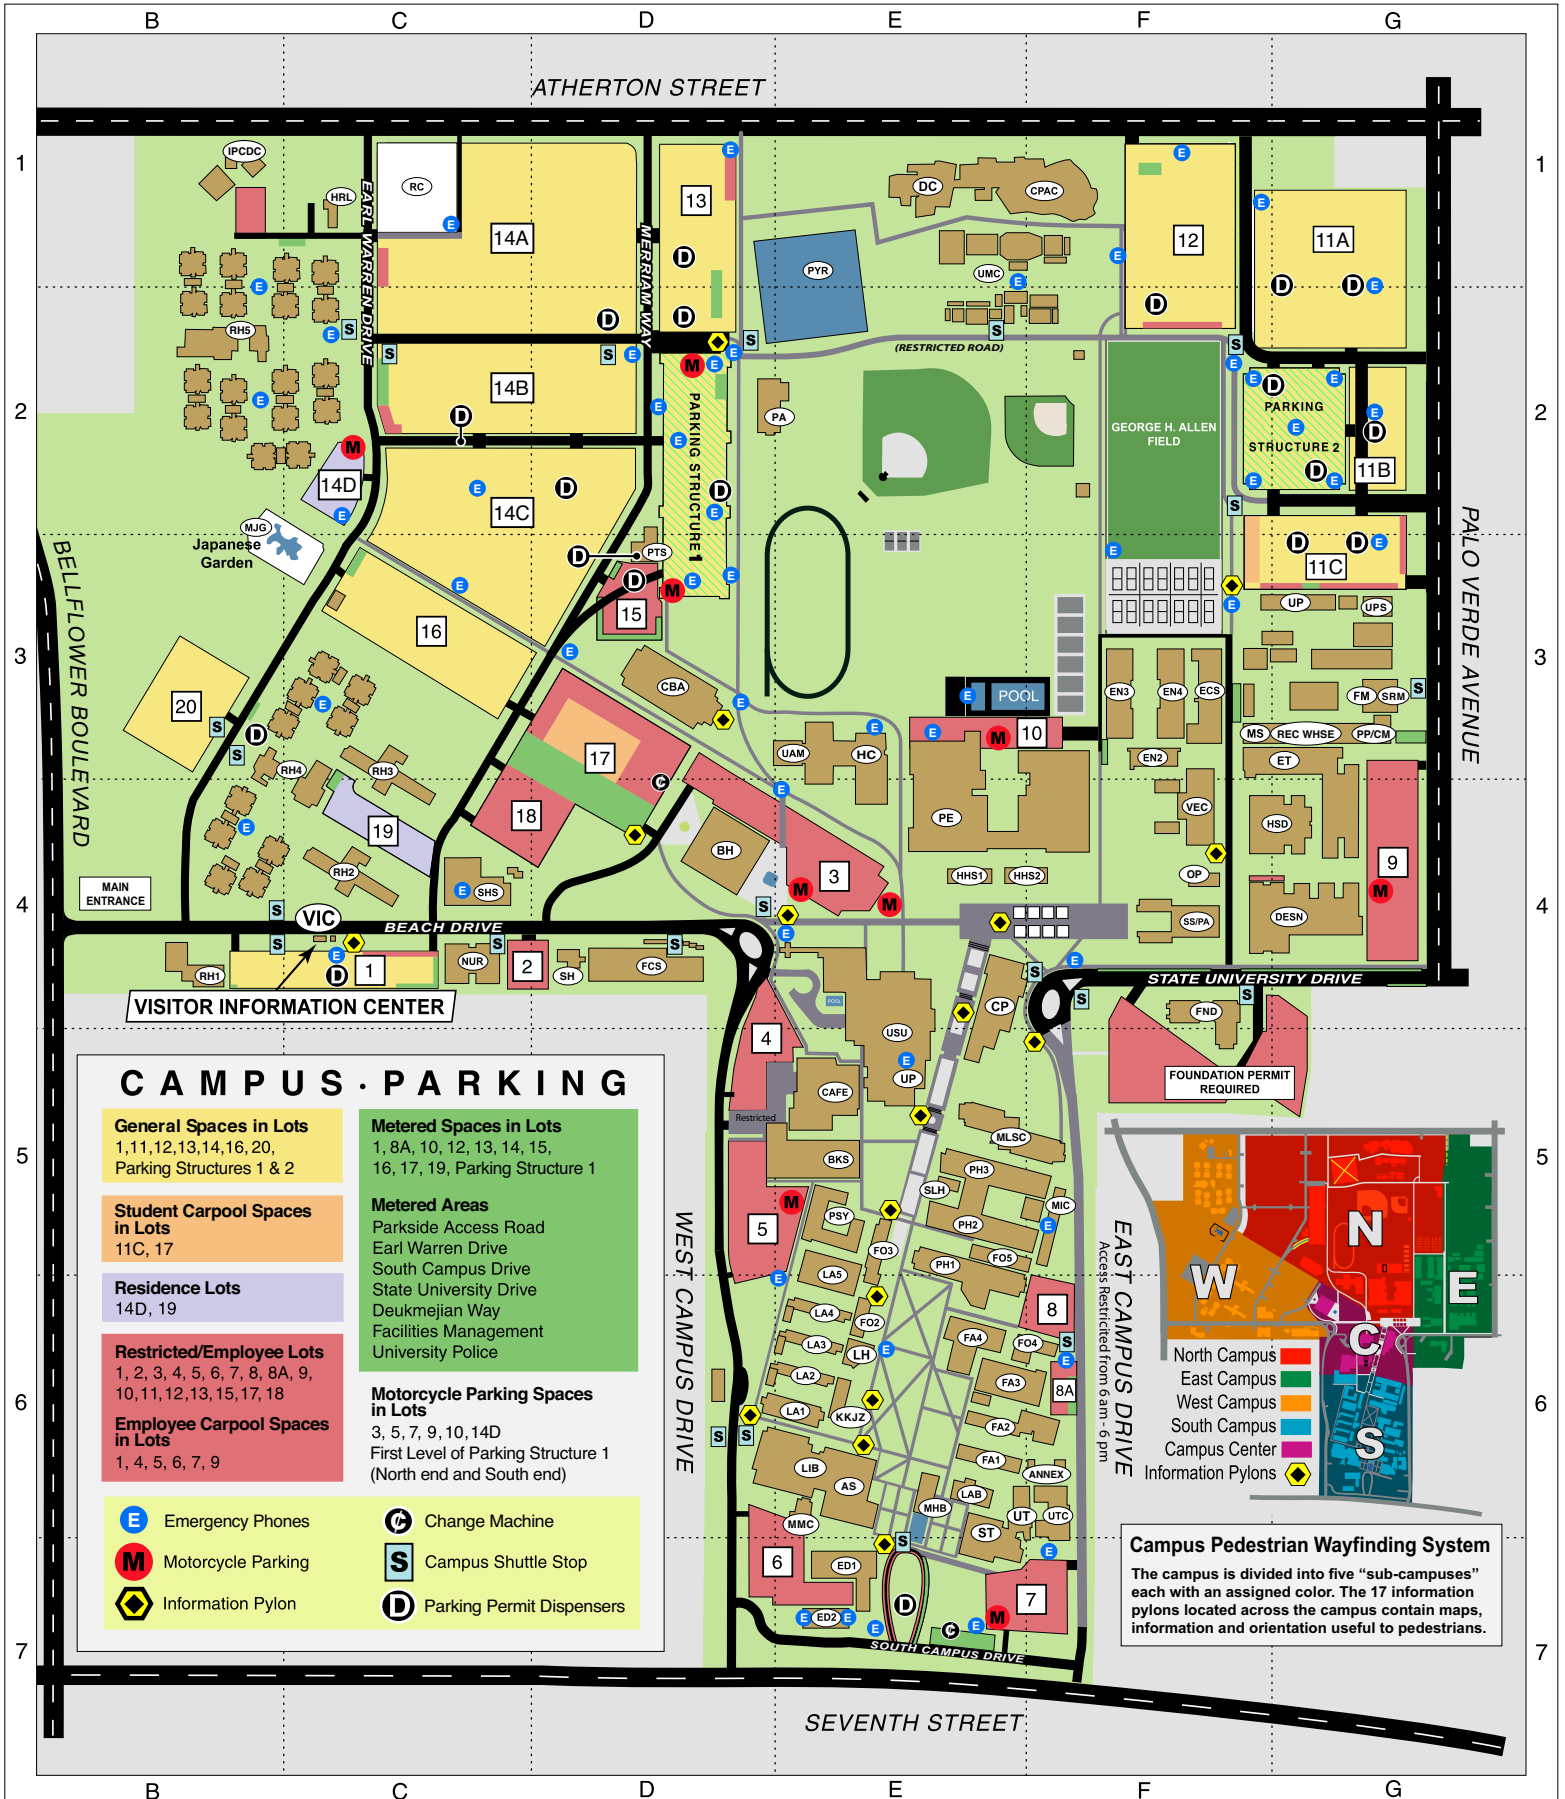 B C D E F G
ATHERTON STREET
1 1
IPCDC
HRL
RC
EARL WARREN DRIVE
14A
MERRIAM WAY
13
DC
CPAC
12
11A
PYR
UMC
RH5
(RESTRICTED ROAD)
14B
PA
2 2
PARKING STRUCTURE 1
GEORGE H. ALLEN
FIELD
PARKING
STRUCTURE 2
11B
14D
14C
MJG
Japanese
Garden
PTS
11C
PALO VERDE AVENUE
BELLFLOWER BOULEVARD
15
16
UP
UPS
3 3
20
CBA
POOL
EN3
EN4
ECS
FM
SRM
MS
REC WHSE
PP/CM
17
UAM
HC
10
EN2
ET
RH4
RH3
18
19
BH
PE
VEC
HSD
9
RH2
SHS
3
HHS1
HHS2
OP
MAIN
ENTRANCE
4 4
VIC
BEACH DRIVE
SS/PA
DESN
RH1
1
NUR
2
SH
FCS
STATE UNIVERSITY DRIVE
VISITOR INFORMATION CENTER
POOL
CP
FND
4
USU
UP
CAFE
FOUNDATION PERMIT
REQUIRED
Restricted
MLSC
BKS
5 5
PH3
SLH
MIC
PSY
PH2
5
FO3
FO5
PH1
LA5
WEST CAMPUS DRIVE
EAST CAMPUS DRIVE
Access Restricited from 6 am - 6 pm
8
LA4
FO2
FA4
FO4
LA3
LH
LA2
FA3
8A
LA1
KKJZ
FA2
6
LIB
FA1
AS
ANNEX
LAB
MHB
UT
UTC
MMC
ST
6
ED1
7
ED2
SOUTH CAMPUS DRIVE
7 7
SEVENTH STREET
B C D E F G
CAMPUS · PARKING
General Spaces in Lots
1,11,12,13,14,16, 20,
Parking Structures 1 & 2
Student Carpool Spaces
in Lots
11C, 17
Residence Lots
14D, 19
Restricted/Employee Lots
1, 2, 3, 4, 5, 6, 7, 8, 8A, 9,
10,11,12,13,15,17,18
Employee Carpool Spaces
in Lots
1, 4, 5, 6, 7, 9
Metered Spaces in Lots
1, 8A, 10, 12, 13, 14, 15,
16, 17, 19, Parking Structure 1
Metered Areas
Parkside Access Road
Earl Warren Drive
South Campus Drive
State University Drive
Deukmejian Way
Facilities Management
University Police
Motorcycle Parking Spaces
in Lots
3, 5, 7, 9, 10, 14D
First Level of Parking Structure 1
(North end and South end)
E Emergency Phones
M Motorcycle Parking
Information Pylon
¢ Change Machine
S Campus Shuttle Stop
D Parking Permit Dispensers
N
W
E
C
S
North Campus
East Campus
West Campus
South Campus
Campus Center
Information Pylons
Campus Pedestrian Wayfinding System
The campus is divided into five “sub-campuses”
each with an assigned color. The 17 information
pylons located across the campus contain maps,
information and orientation useful to pedestrians.